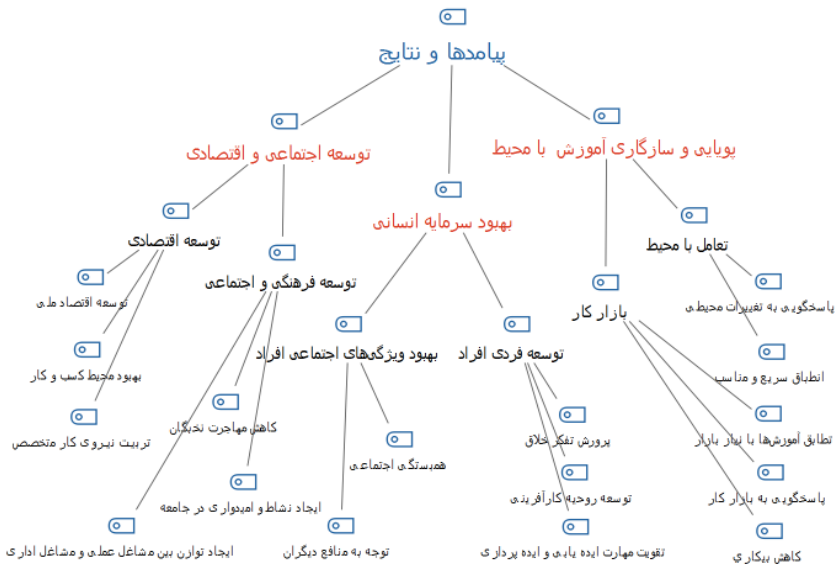 پیامدها و نتایج
پویایی و سازگاری آموزش با محیط
توسعه اجتماعی و اقتصادی
بهبود سرمایه انسانی
تعامل با محیط
توسعه اقتصادی
توسعه فرهنگی و اجتماعی
پاسخگویی به تغییرات محیطی
بازار کار
توسعه اقتصاد ملی
توسعه فردی افراد
بهبود ویژگی‌های اجتماعی افراد
انطباق سریع و مناسب
بهبود محیط کسب و کار
تطابق آموزش‌ها با نیاز بازار
پرورش تفکر خلاق
کاهش مهاجرت نخبگان
تربیت نیروی کار متخصص
همبستگی اجتماعی
پاسخگویی به بازار کار
توسعه روحیه کارآفرینی
ایجاد نشاط و امیدواری در جامعه
کاهش بیکاری
تقویت مهارت ایده یابی و ایده پردازی
توجه به منافع دیگران
ایجاد توازن بین مشاغل عملی و مشاغل اداری